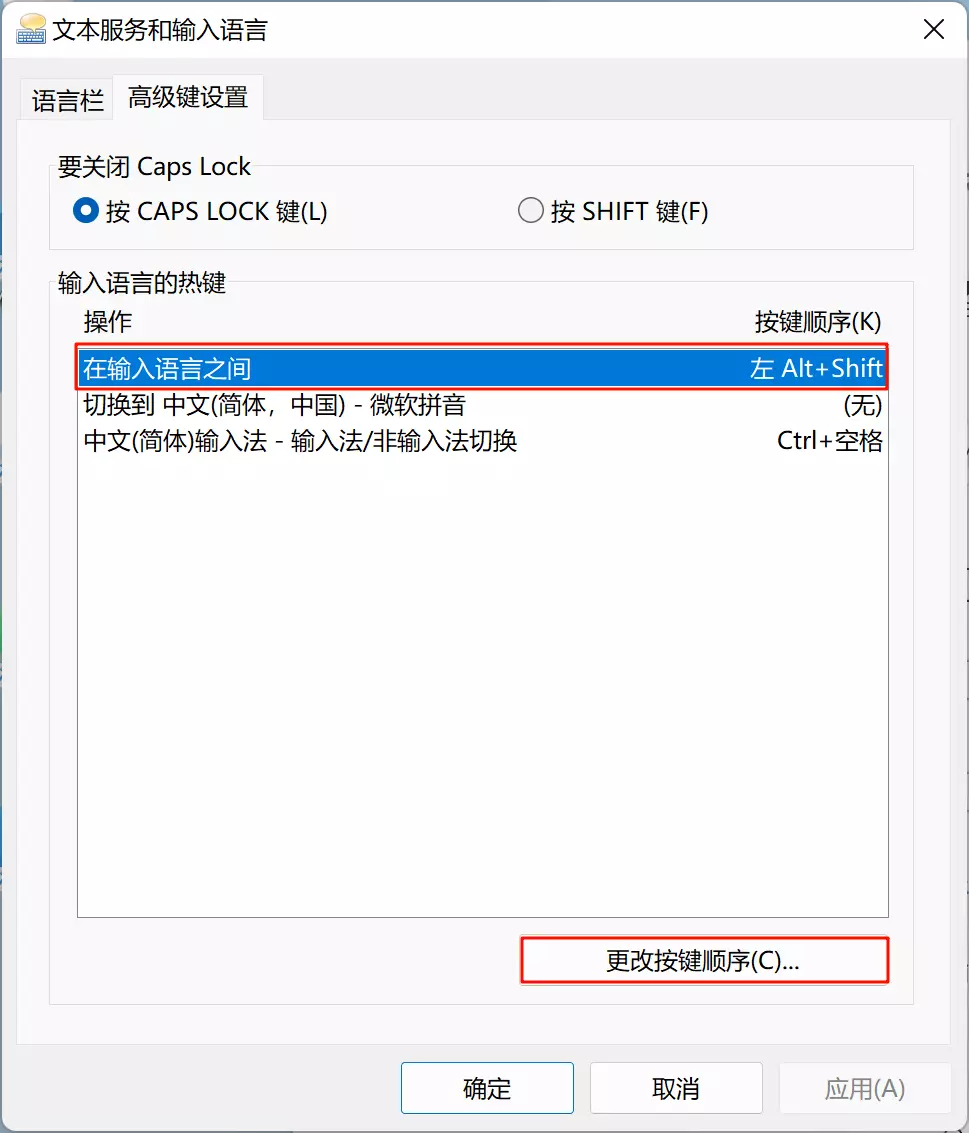 文本服务和输入语言
语言栏 高级键设置
要关闭 Caps Lock
按 CAPS LOCK 键(L) 按 SHIFT 键(F)
输入语言的热键
操作 按键顺序(K)
在输入语言之间 左 Alt+Shift
切换到 中文(简体，中国) - 微软拼音 (无)
中文(简体)输入法 - 输入法/非输入法切换 Ctrl+空格
更改按键顺序(C)...
确定 取消 应用(A)